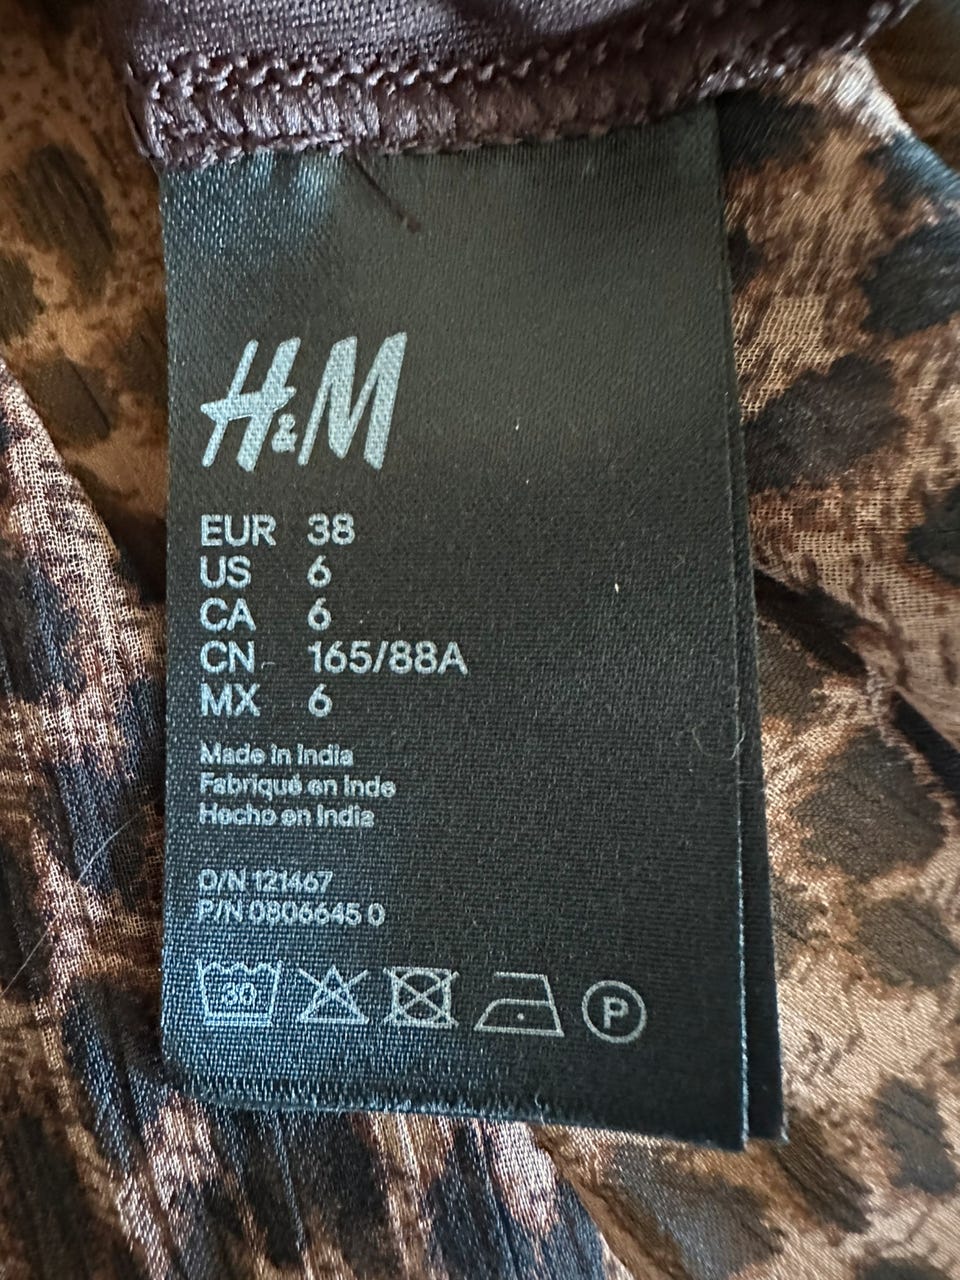 H&M
EUR 38
US 6
CA 6
CN 165/88A
MX 6
Made in India
Fabriqué en Inde
Hecho en India
O/N 121467
P/N 0806645 0
30
P